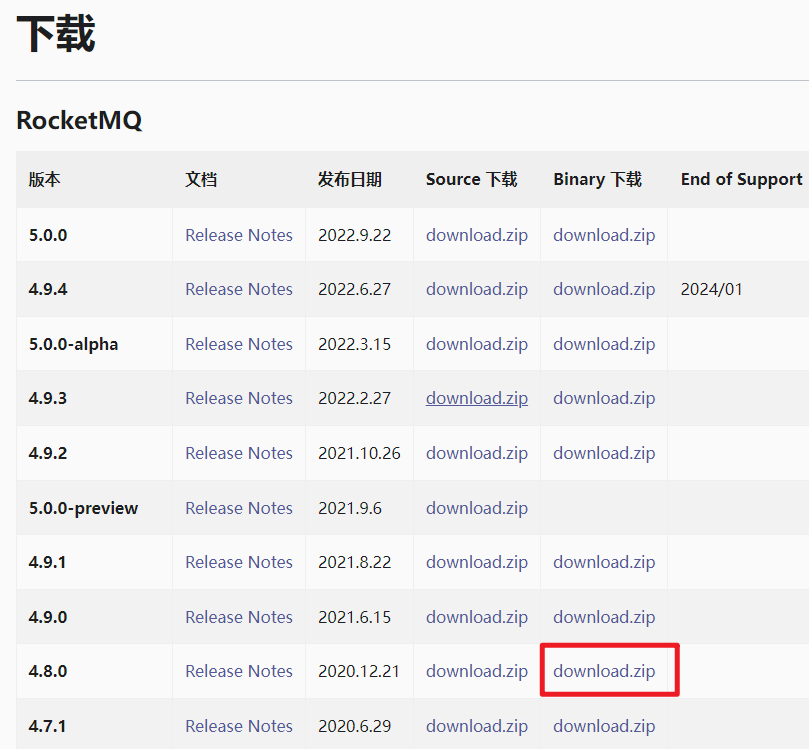 下载
RocketMQ
版本 文档 发布日期 Source 下载 Binary 下载 End of Support
5.0.0 Release Notes 2022.9.22 download.zip download.zip
4.9.4 Release Notes 2022.6.27 download.zip download.zip 2024/01
5.0.0-alpha Release Notes 2022.3.15 download.zip download.zip
4.9.3 Release Notes 2022.2.27 download.zip download.zip
4.9.2 Release Notes 2021.10.26 download.zip download.zip
5.0.0-preview Release Notes 2021.9.6 download.zip
4.9.1 Release Notes 2021.8.22 download.zip download.zip
4.9.0 Release Notes 2021.6.15 download.zip download.zip
4.8.0 Release Notes 2020.12.21 download.zip download.zip
4.7.1 Release Notes 2020.6.29 download.zip download.zip